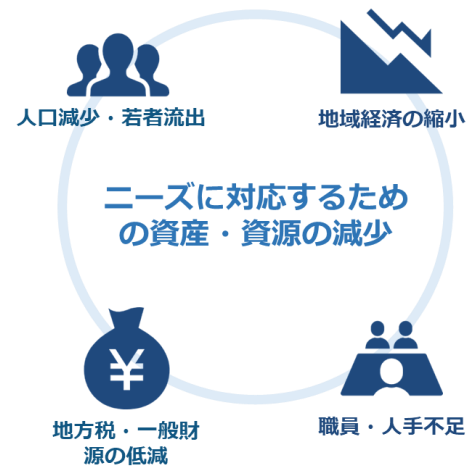 人口減少・若者流出
地域経済の縮小
ニーズに対応するため
の資産・資源の減少
¥
地方税・一般財
源の低減
職員・人手不足